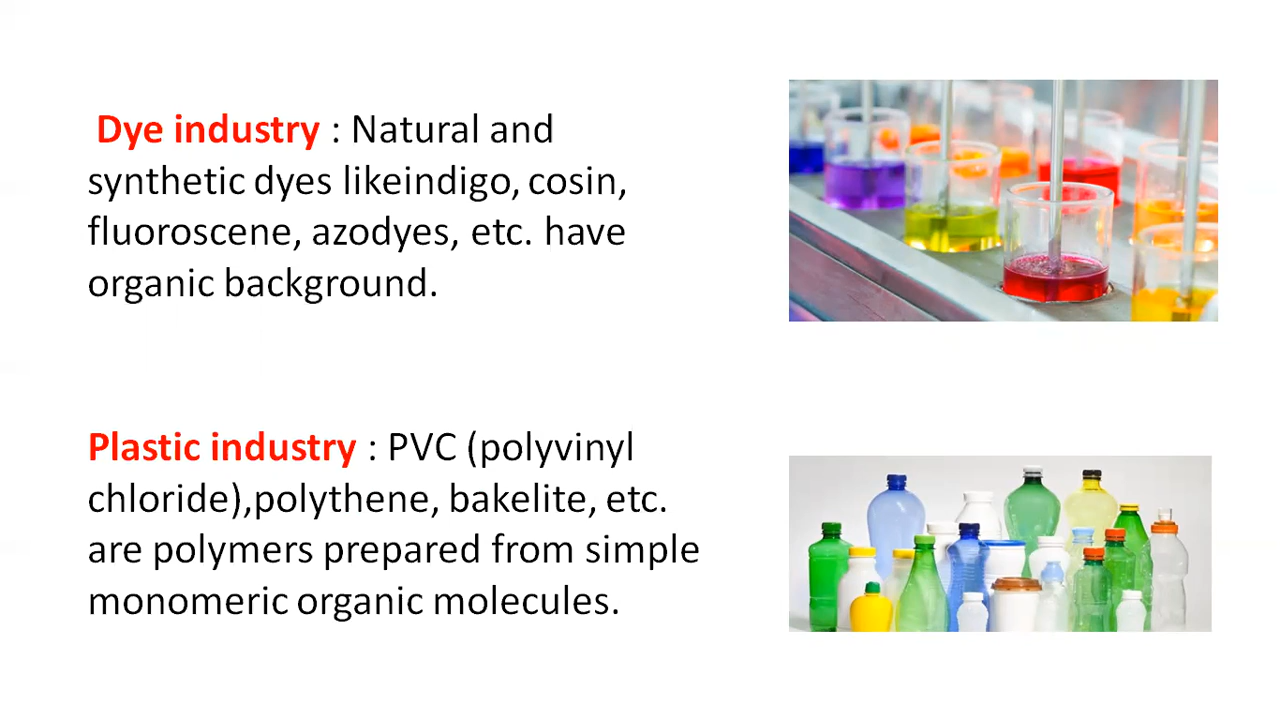 Dye industry : Natural and
synthetic dyes likeindigo, cosin,
fluoroscene, azodyes, etc. have
organic background.
Plastic industry : PVC (polyvinyl
chloride),polythene, bakelite, etc.
are polymers prepared from simple
monomeric organic molecules.